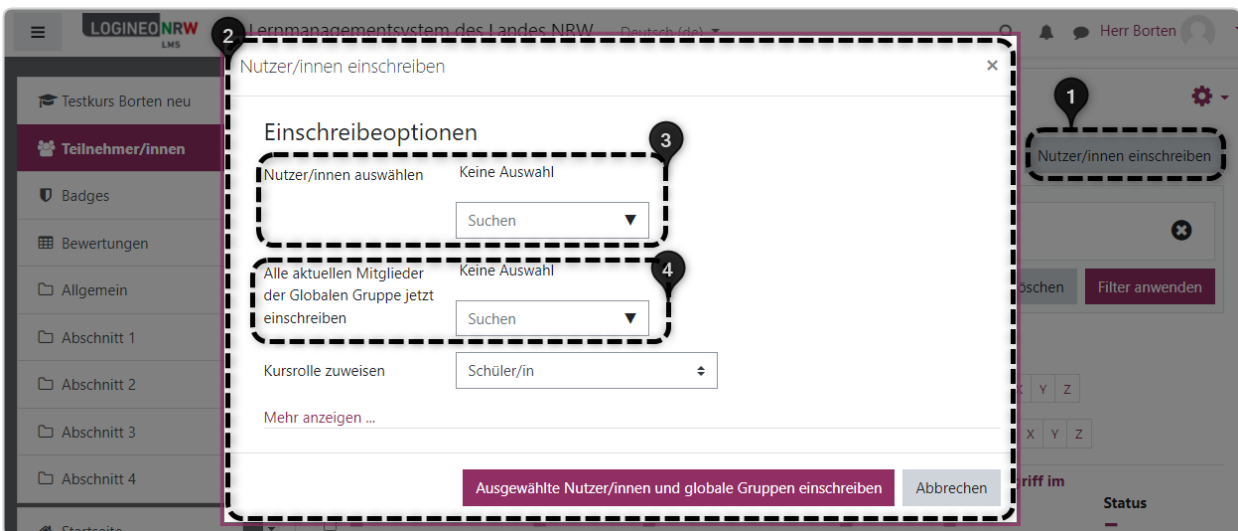 LOGINEO NRW
LMS
Lernmanagementsystem des Landes NRW
Deutsch (de)
Herr Borten
2
Nutzer/innen einschreiben
×
1
Testkurs Borten neu
Teilnehmer/innen
Badges
Bewertungen
Allgemein
Abschnitt 1
Abschnitt 2
Abschnitt 3
Abschnitt 4
Startseite
Einschreibeoptionen
3
Nutzer/innen auswählen
Keine Auswahl
Suchen
4
Alle aktuellen Mitglieder
der Globalen Gruppe jetzt
einschreiben
Keine Auswahl
Suchen
Kursrolle zuweisen
Schüler/in
Mehr anzeigen ...
Ausgewählte Nutzer/innen und globale Gruppen einschreiben
Abbrechen
Nutzer/innen einschreiben
öschen
Filter anwenden
Y Z
X Y Z
riff im
Status